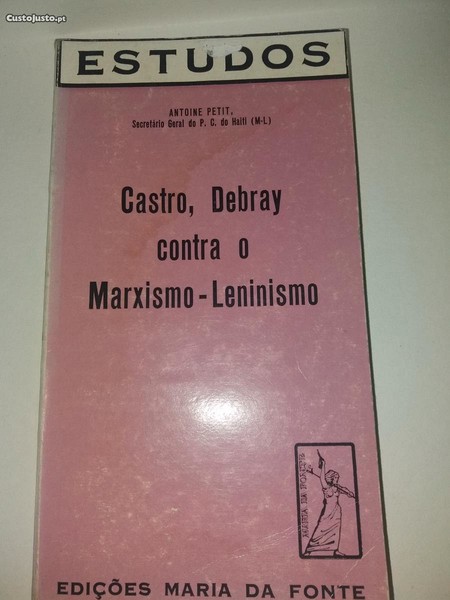 CustoJusto.pt
ESTUDOS
ANTOINE PETIT,
Secretário Geral do P. C. do Haiti (M-L)
Castro, Debray
contra o
Marxismo-Leninismo
MARIA DA FONTE
EDIÇÕES MARIA DA FONTE